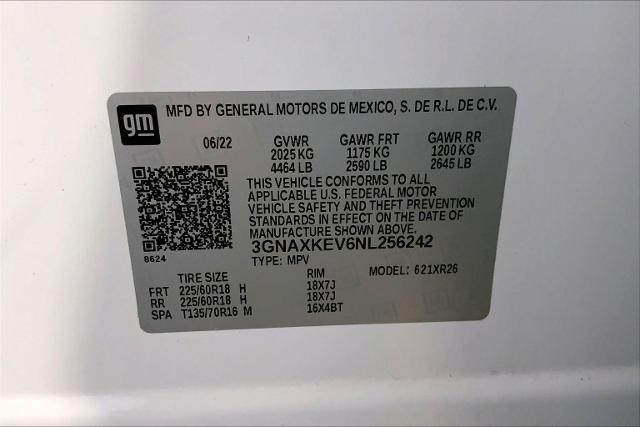 gm MFD BY GENERAL MOTORS DE MEXICO, S. DE R.L. DE C.V.
06/22 GVWR GAWR FRT GAWR RR
2025 KG 1175 KG 1200 KG
4464 LB 2590 LB 2645 LB
THIS VEHICLE CONFORMS TO ALL
APPLICABLE U.S. FEDERAL MOTOR
VEHICLE SAFETY AND THEFT PREVENTION
STANDARDS IN EFFECT ON THE DATE
OF MANUFACTURE SHOWN ABOVE.
8624 3GNAXKEV6NL256242
TYPE: MPV MODEL: 621XR26
TIRE SIZE RIM
FRT 225/60R18 H 18X7J
RR 225/60R18 H 18X7J
SPA T135/70R16 M 16X4BT